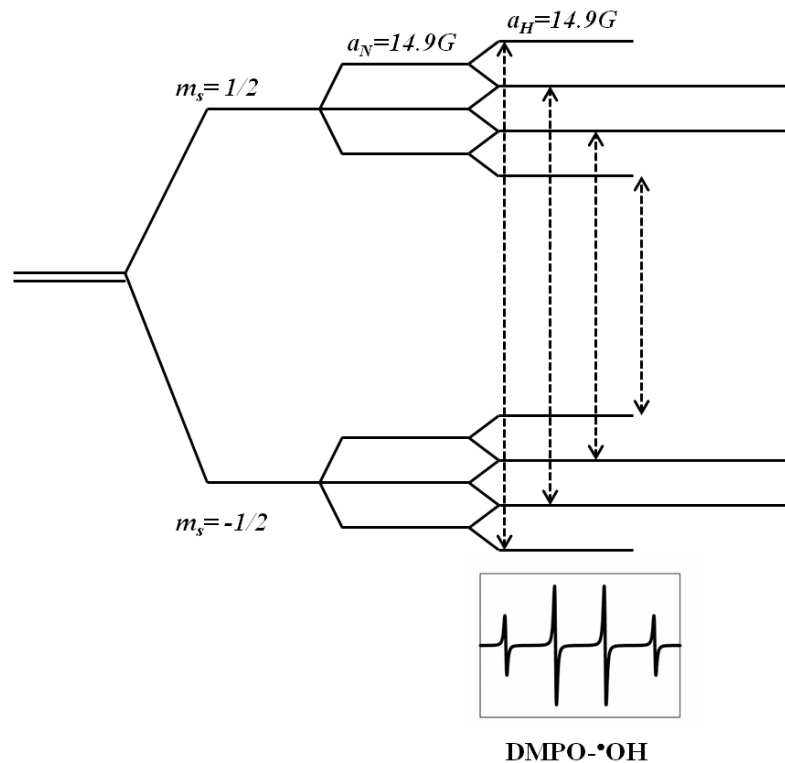 a_N=14.9G
a_H=14.9G
m_s= 1/2
m_s= -1/2
DMPO-•OH